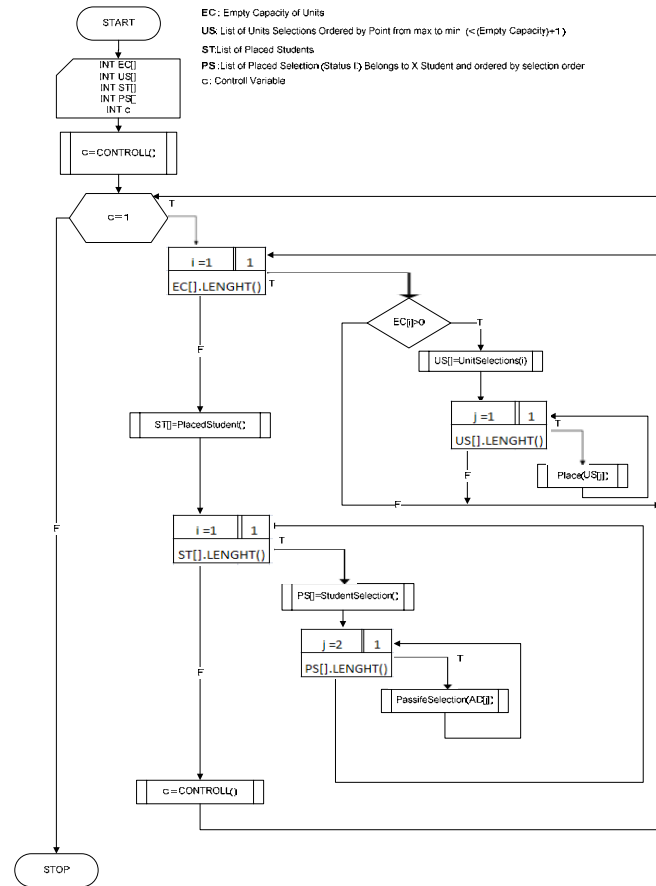 START
EC: Empty Capacity of Units
US: List of Units Selections Ordered by Point from max to min (<(Empty Capacity)+1)
ST:List of Placed Students
PS:List of Placed Selection (Status I) Belongs to X Student and ordered by selection order
c: Controll Variable
INT EC[]
INT US[]
INT ST[]
INT PS[]
INT c
c=CONTROLL()
c=1
T
i =1 1
EC[].LENGHT()
T
EC[i]>0
T
US[]=UnitSelections(i)
F
j =1 1
US[].LENGHT()
T
ST[]=PlacedStudent()
Place(US[j])
F
F
F
i =1 1
ST[].LENGHT()
T
PS[]=StudentSelection()
j =2 1
PS[].LENGHT()
T
F
PassifeSelection(AD[j])
c=CONTROLL()
STOP